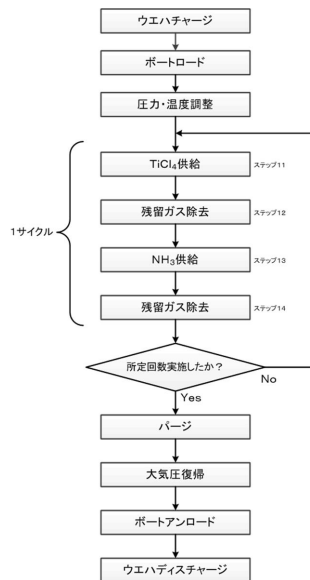 ウエハチャージ
ボートロード
圧力・温度調整
TiCl₄供給
ステップ11
残留ガス除去
ステップ12
1サイクル
NH₃供給
ステップ13
残留ガス除去
ステップ14
所定回数実施したか？
No
Yes
パージ
大気圧復帰
ボートアンロード
ウエハディスチャージ